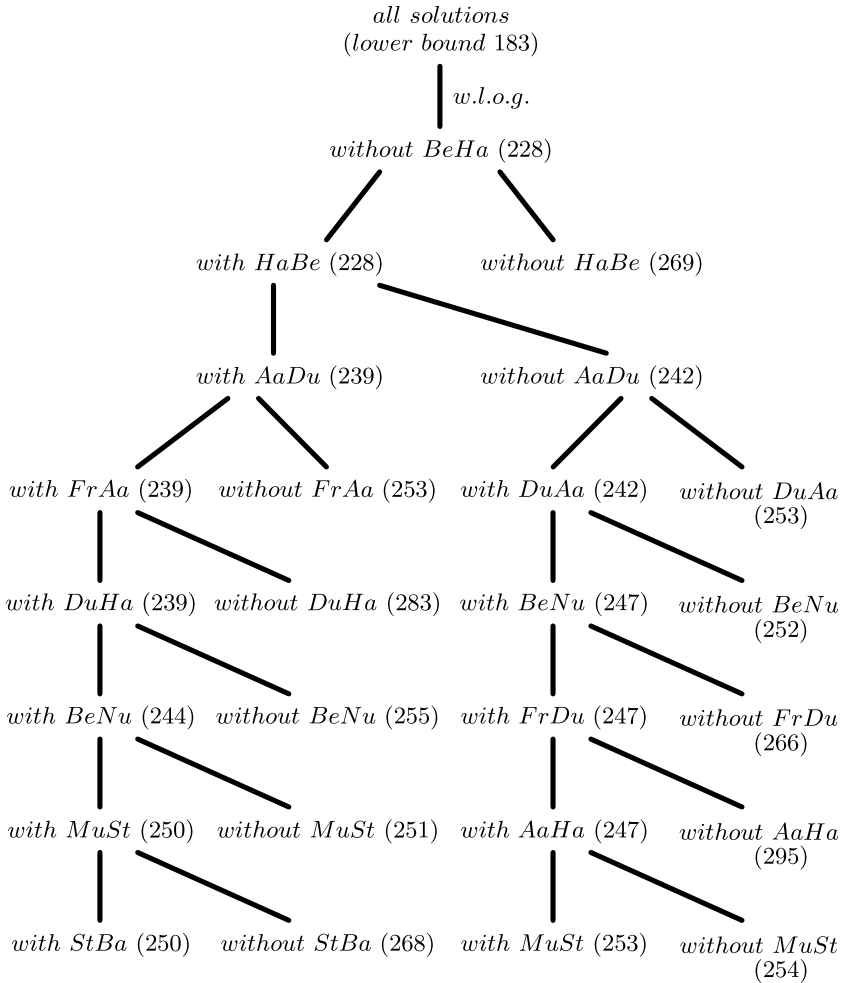 all solutions
(lower bound 183)
w.l.o.g.
without BeHa (228)
with HaBe (228)
without HaBe (269)
with AaDu (239)
without AaDu (242)
with FrAa (239)
without FrAa (253)
with DuAa (242)
without DuAa
(253)
with DuHa (239)
without DuHa (283)
with BeNu (247)
without BeNu
(252)
with BeNu (244)
without BeNu (255)
with FrDu (247)
without FrDu
(266)
with MuSt (250)
without MuSt (251)
with AaHa (247)
without AaHa
(295)
with StBa (250)
without StBa (268)
with MuSt (253)
without MuSt
(254)